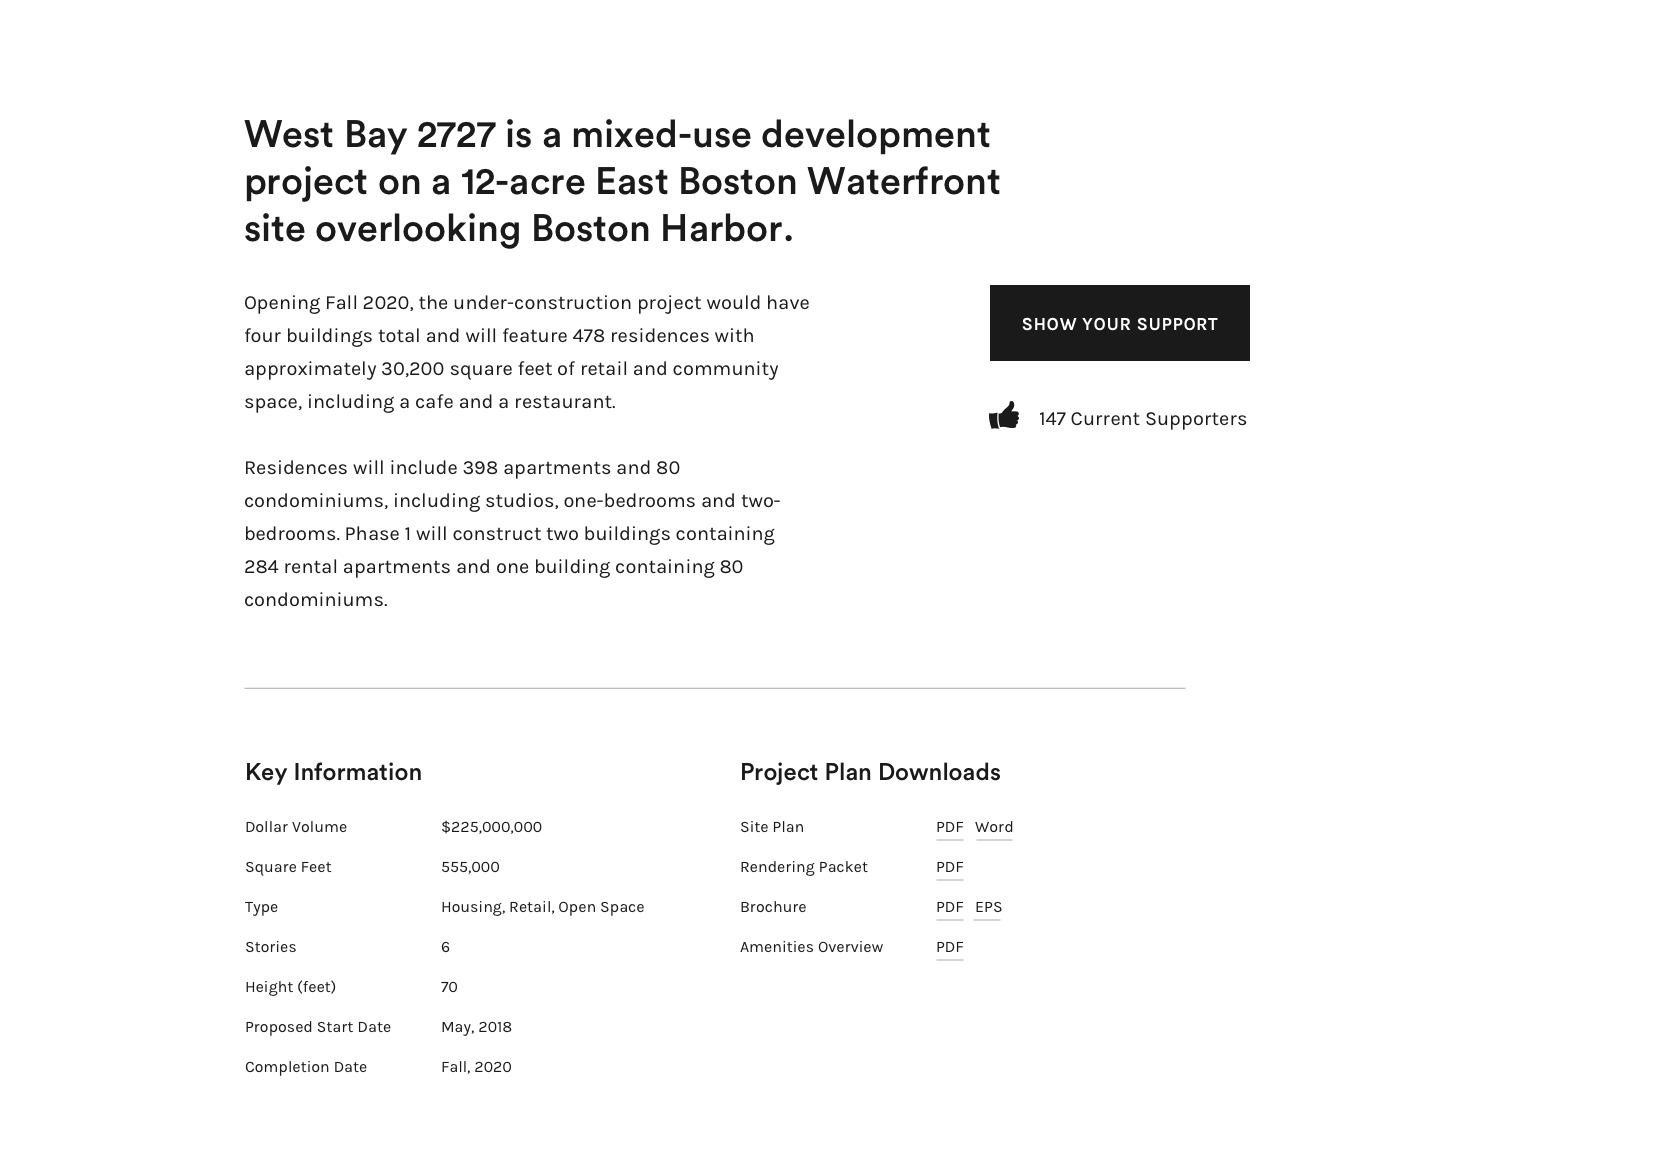 West Bay 2727 is a mixed-use development
project on a 12-acre East Boston Waterfront
site overlooking Boston Harbor.
Opening Fall 2020, the under-construction project would have
four buildings total and will feature 478 residences with
approximately 30,200 square feet of retail and community
space, including a cafe and a restaurant.
Residences will include 398 apartments and 80
condominiums, including studios, one-bedrooms and two-
bedrooms. Phase 1 will construct two buildings containing
284 rental apartments and one building containing 80
condominiums.
SHOW YOUR SUPPORT
147 Current Supporters
Key Information
Dollar Volume $225,000,000
Square Feet 555,000
Type Housing, Retail, Open Space
Stories 6
Height (feet) 70
Proposed Start Date May, 2018
Completion Date Fall, 2020
Project Plan Downloads
Site Plan PDF Word
Rendering Packet PDF
Brochure PDF EPS
Amenities Overview PDF